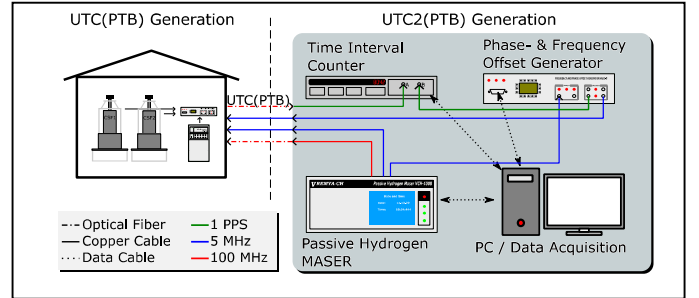 UTC(PTB) Generation
UTC2(PTB) Generation
Time Interval
Counter
Phase- & Frequency
Offset Generator
UTC(PTB)
CSF1
CSF2
Passive Hydrogen Maser VCH-1008
Passive Hydrogen
MASER
PC / Data Acquisition
Optical Fiber
Copper Cable
Data Cable
1 PPS
5 MHz
100 MHz